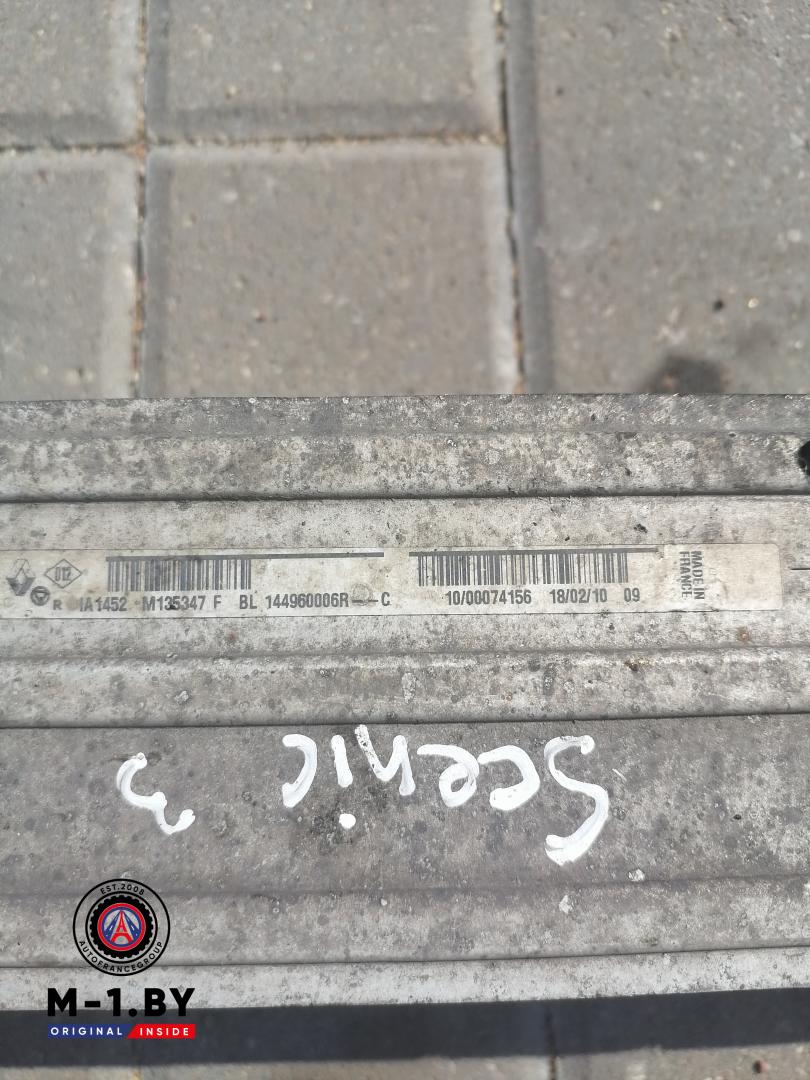 D12
R IA1452 M135347 F BL 144960006R--C 10/00074156 18/02/10 09
MADE IN
FRANCE
Scenic 3
EST.2008
AUTOFRANCEGROUP
M-1.BY
ORIGINAL INSIDE